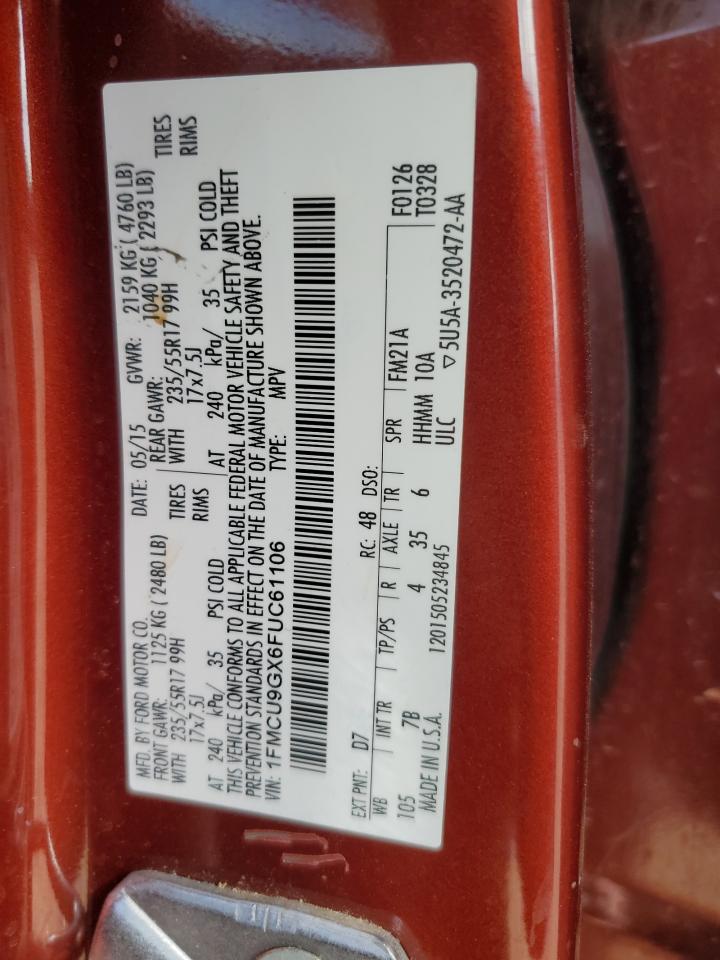 MFD. BY FORD MOTOR CO. DATE: 05/15 GVWR: 2159 KG ( 4760 LB)
FRONT GAWR: 1125 KG ( 2480 LB) REAR GAWR: 1040 KG ( 2293 LB)
WITH 235/55R17 99H TIRES WITH 235/55R17 99H TIRES
17x7.5J RIMS 17x7.5J RIMS
AT 240 kPa/ 35 PSI COLD AT 240 kPa/ 35 PSI COLD
THIS VEHICLE CONFORMS TO ALL APPLICABLE FEDERAL MOTOR VEHICLE SAFETY AND THEFT
PREVENTION STANDARDS IN EFFECT ON THE DATE OF MANUFACTURE SHOWN ABOVE.
VIN: 1FMCU9GX6FUC61106 TYPE: MPV
EXT PNT: D7 RC: 48 DSO:
WB INT TR TP/PS R AXLE TR SPR FM21A F0126
105 7B 4 35 6 HHMM 10A T0328
MADE IN U.S.A. 1201505234845 ULC ▽5U5A-3520472-AA